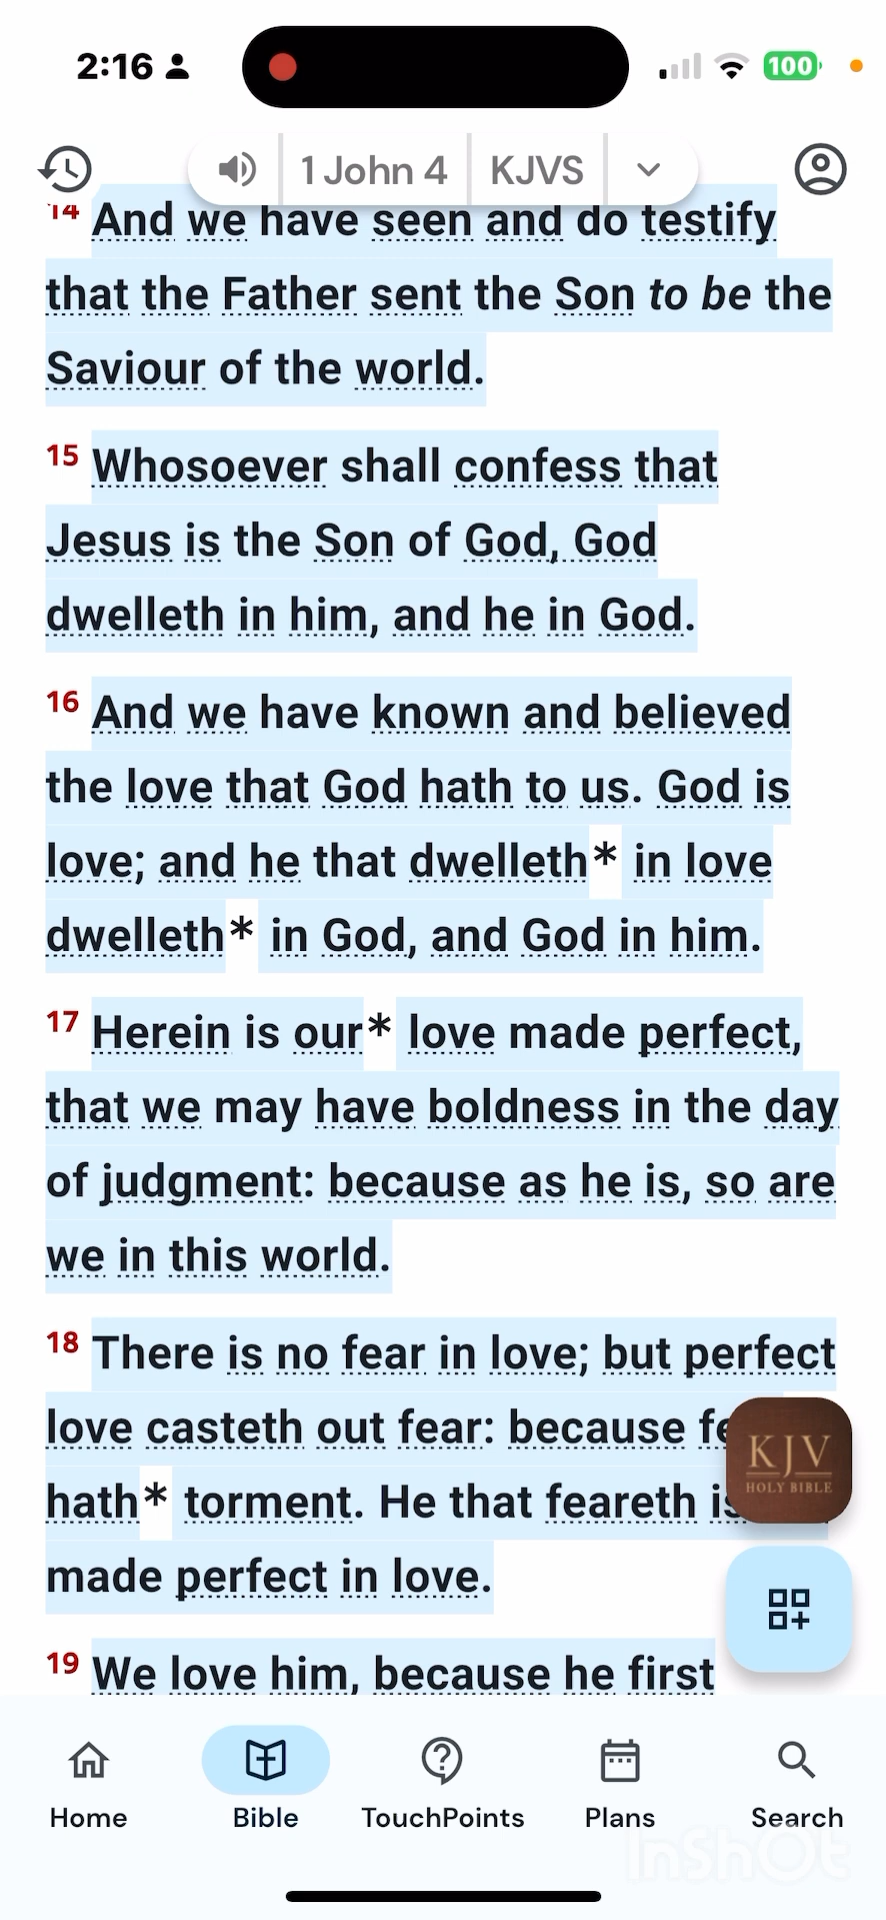 2:16
100
1 John 4 KJVS
14 And we have seen and do testify
that the Father sent the Son to be the
Saviour of the world.
15 Whosoever shall confess that
Jesus is the Son of God, God
dwelleth in him, and he in God.
16 And we have known and believed
the love that God hath to us. God is
love; and he that dwelleth* in love
dwelleth* in God, and God in him.
17 Herein is our* love made perfect,
that we may have boldness in the day
of judgment: because as he is, so are
we in this world.
18 There is no fear in love; but perfect
love casteth out fear: because
hath* torment. He that feareth
made perfect in love.
KJV
HOLY BIBLE
19 We love him, because he first
Home Bible TouchPoints Plans Search
InShOt